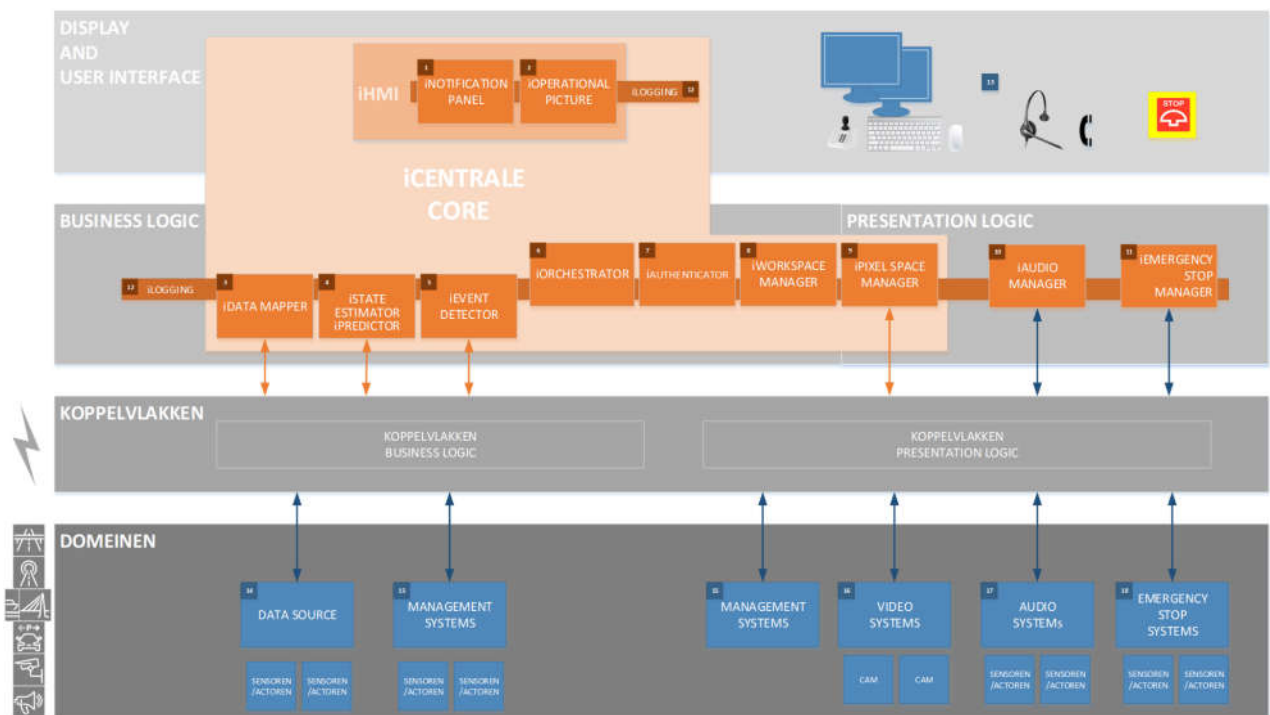 DISPLAY
AND
USER INTERFACE
iHMI
1
iNOTIFICATION
PANEL
2
iOPERATIONAL
PICTURE
iLOGGING
12
13
STOP
iCENTRALE
CORE
BUSINESS LOGIC
PRESENTATION LOGIC
12
iLOGGING
3
iDATA MAPPER
4
iSTATE
ESTIMATOR
iPREDICTOR
5
iEVENT
DETECTOR
6
iORCHESTRATOR
7
iAUTHENTICATOR
8
iWORKSPACE
MANAGER
9
iPIXEL SPACE
MANAGER
10
iAUDIO
MANAGER
11
iEMERGENCY
STOP
MANAGER
KOPPELVLAKKEN
KOPPELVLAKKEN
BUSINESS LOGIC
KOPPELVLAKKEN
PRESENTATION LOGIC
DOMEINEN
14
DATA SOURCE
SENSOREN
/ACTOREN
SENSOREN
/ACTOREN
15
MANAGEMENT
SYSTEMS
SENSOREN
/ACTOREN
SENSOREN
/ACTOREN
15
MANAGEMENT
SYSTEMS
16
VIDEO
SYSTEMS
CAM
CAM
17
AUDIO
SYSTEMs
SENSOREN
/ACTOREN
SENSOREN
/ACTOREN
18
EMERGENCY
STOP
SYSTEMS
SENSOREN
/ACTOREN
SENSOREN
/ACTOREN